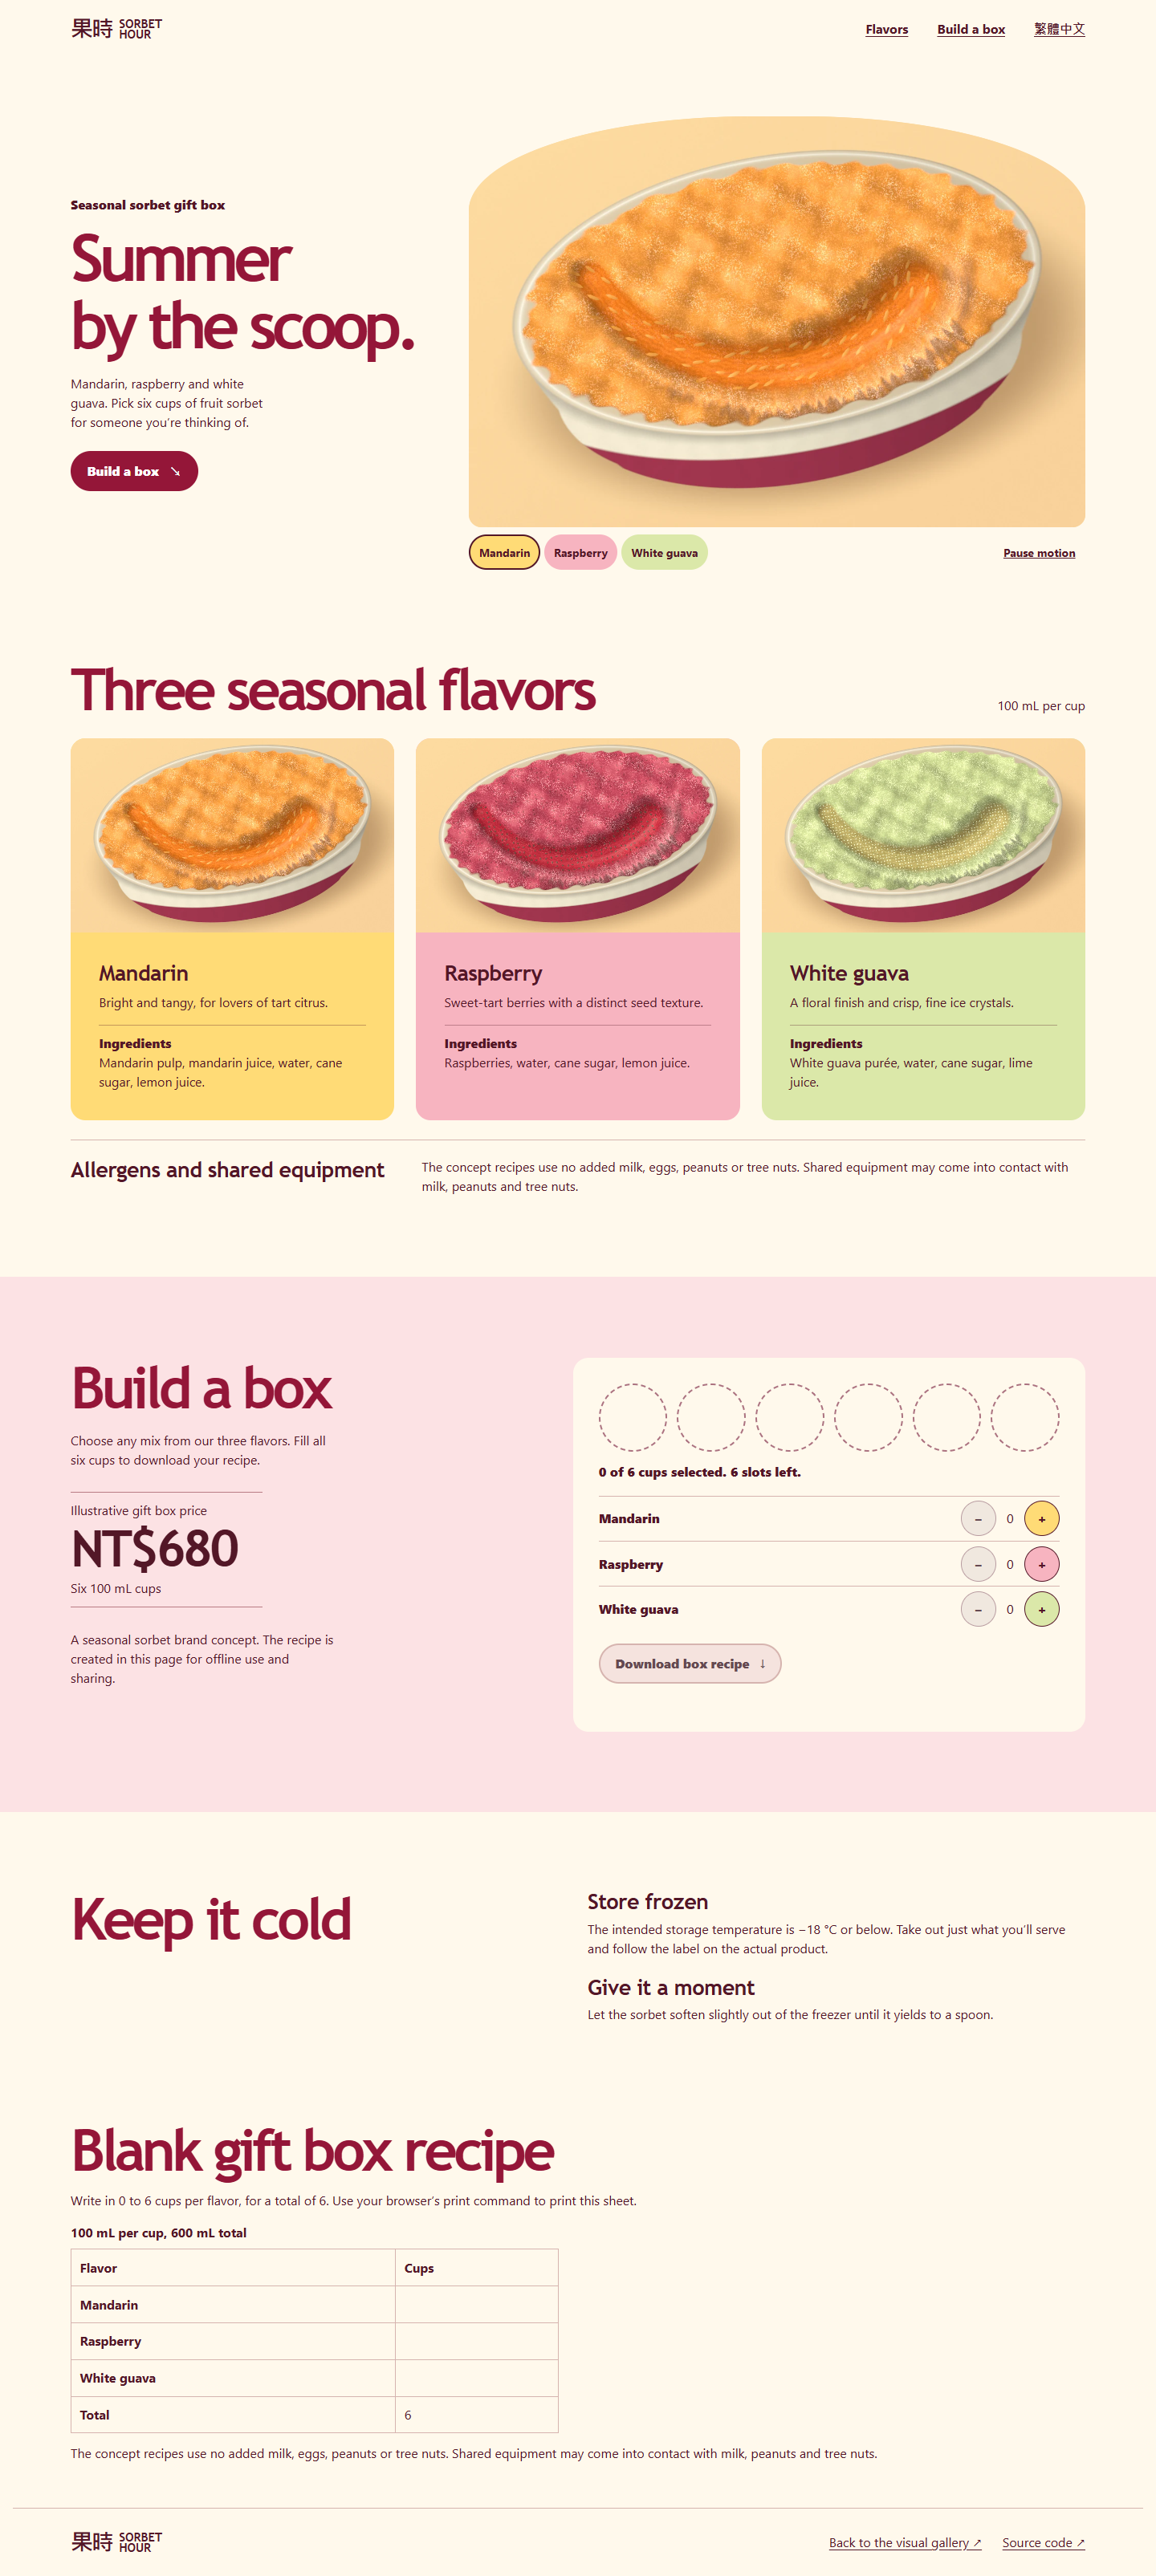 果時 SORBET HOUR
Flavors Build a box 繁體中文
Seasonal sorbet gift box
Summer
by the scoop.
Mandarin, raspberry and white
guava. Pick six cups of fruit sorbet
for someone you’re thinking of.
Build a box ↘
Mandarin Raspberry White guava Pause motion
Three seasonal flavors
100 mL per cup
Mandarin
Bright and tangy, for lovers of tart citrus.
Ingredients
Mandarin pulp, mandarin juice, water, cane
sugar, lemon juice.
Raspberry
Sweet-tart berries with a distinct seed texture.
Ingredients
Raspberries, water, cane sugar, lemon juice.
White guava
A floral finish and crisp, fine ice crystals.
Ingredients
White guava purée, water, cane sugar, lime
juice.
Allergens and shared equipment
The concept recipes use no added milk, eggs, peanuts or tree nuts. Shared equipment may come into contact with
milk, peanuts and tree nuts.
Build a box
Choose any mix from our three flavors. Fill all
six cups to download your recipe.
Illustrative gift box price
NT$680
Six 100 mL cups
A seasonal sorbet brand concept. The recipe is
created in this page for offline use and
sharing.
0 of 6 cups selected. 6 slots left.
Mandarin − 0 +
Raspberry − 0 +
White guava − 0 +
Download box recipe ↓
Keep it cold
Store frozen
The intended storage temperature is −18 °C or below. Take out just what you’ll serve
and follow the label on the actual product.
Give it a moment
Let the sorbet soften slightly out of the freezer until it yields to a spoon.
Blank gift box recipe
Write in 0 to 6 cups per flavor, for a total of 6. Use your browser’s print command to print this sheet.
100 mL per cup, 600 mL total
Flavor Cups
Mandarin
Raspberry
White guava
Total 6
The concept recipes use no added milk, eggs, peanuts or tree nuts. Shared equipment may come into contact with milk, peanuts and tree nuts.
果時 SORBET HOUR
Back to the visual gallery ↗ Source code ↗